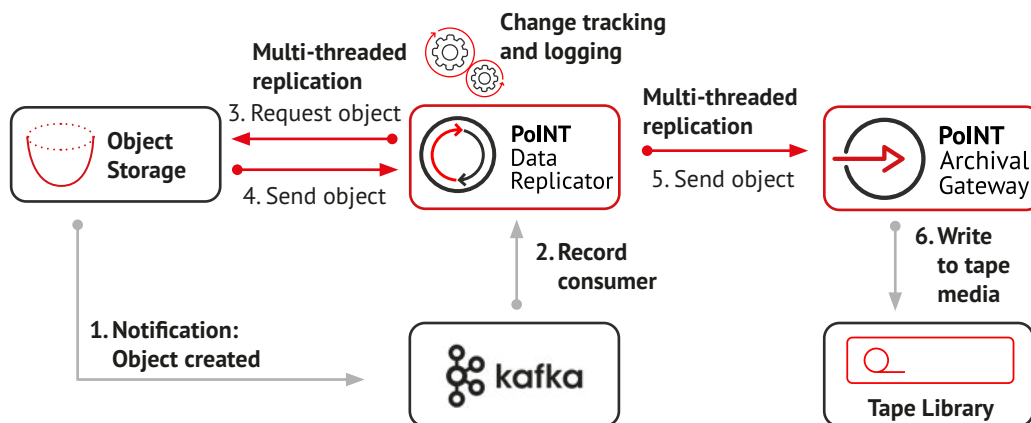 Change tracking
and logging
Multi-threaded
replication
3. Request object
Object
Storage
4. Send object
PoINT
Data
Replicator
Multi-threaded
replication
5. Send object
PoINT
Archival
Gateway
2. Record
consumer
6. Write
to tape
media
1. Notification:
Object created
kafka
Tape Library